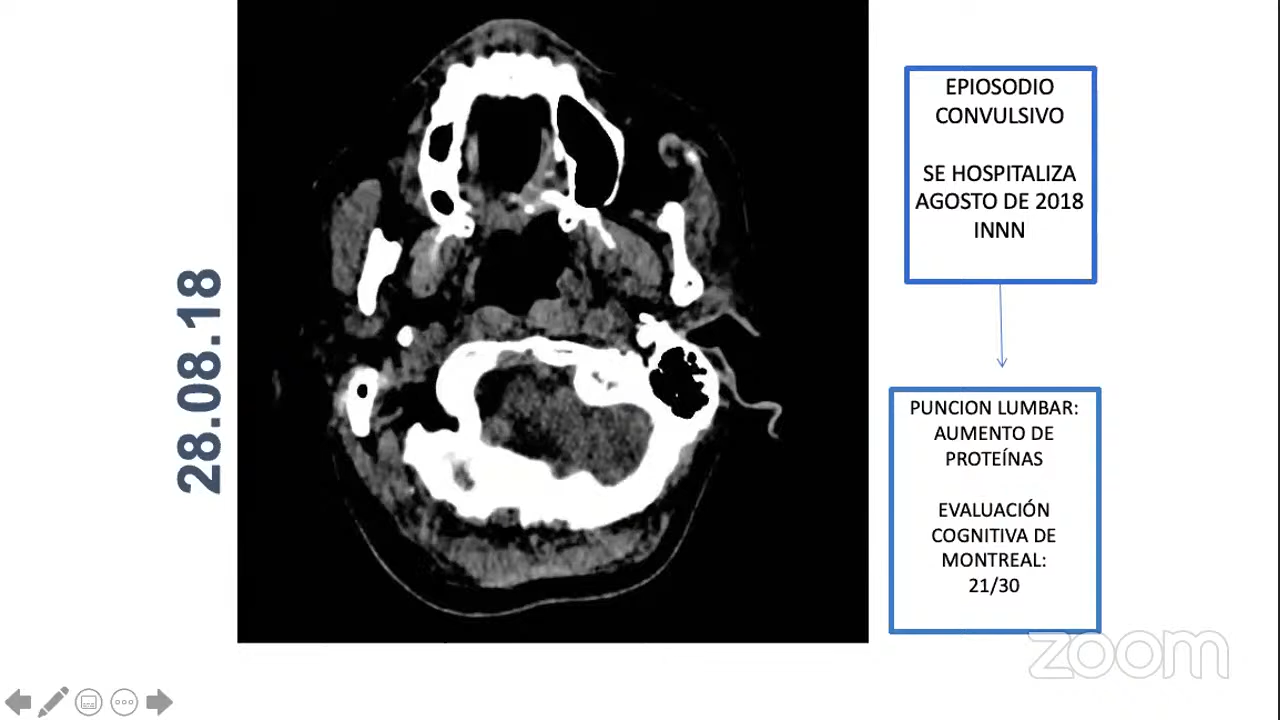 28.08.18
EPIOSODIO
CONVULSIVO
SE HOSPITALIZA
AGOSTO DE 2018
INNN
PUNCION LUMBAR:
AUMENTO DE
PROTEÍNAS
EVALUACIÓN
COGNITIVA DE
MONTREAL:
21/30
zoom